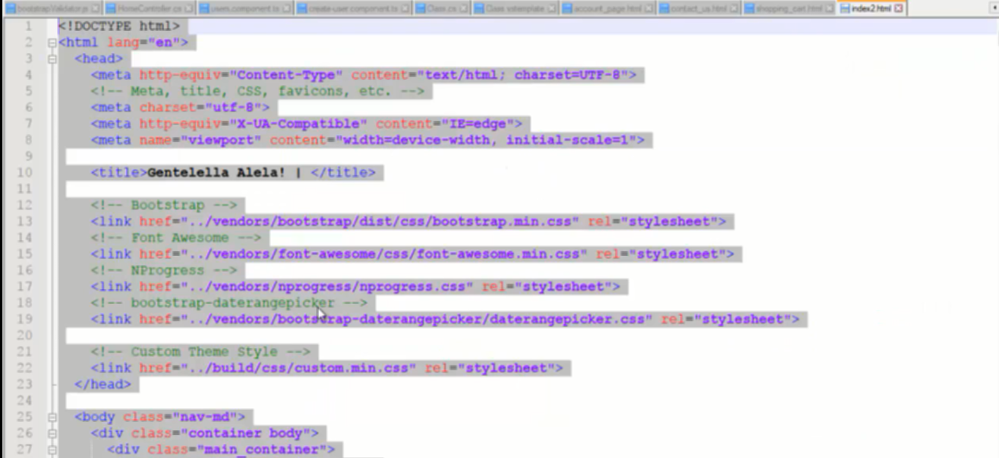 bootstrapValidator.js HomeController.cs users.component.ts create-user.component.ts Class.cs Class.vstemplate account_page.html contact_us.html shopping_cart.html index2.html
1 <!DOCTYPE html>
2 <html lang="en">
3 <head>
4 <meta http-equiv="Content-Type" content="text/html; charset=UTF-8">
5 <!-- Meta, title, CSS, favicons, etc. -->
6 <meta charset="utf-8">
7 <meta http-equiv="X-UA-Compatible" content="IE=edge">
8 <meta name="viewport" content="width=device-width, initial-scale=1">
9
10 <title>Gentelella Alela! | </title>
11
12 <!-- Bootstrap -->
13 <link href="../vendors/bootstrap/dist/css/bootstrap.min.css" rel="stylesheet">
14 <!-- Font Awesome -->
15 <link href="../vendors/font-awesome/css/font-awesome.min.css" rel="stylesheet">
16 <!-- NProgress -->
17 <link href="../vendors/nprogress/nprogress.css" rel="stylesheet">
18 <!-- bootstrap-daterangepicker -->
19 <link href="../vendors/bootstrap-daterangepicker/daterangepicker.css" rel="stylesheet">
20
21 <!-- Custom Theme Style -->
22 <link href="../build/css/custom.min.css" rel="stylesheet">
23 </head>
24
25 <body class="nav-md">
26 <div class="container body">
27 <div class="main_container">